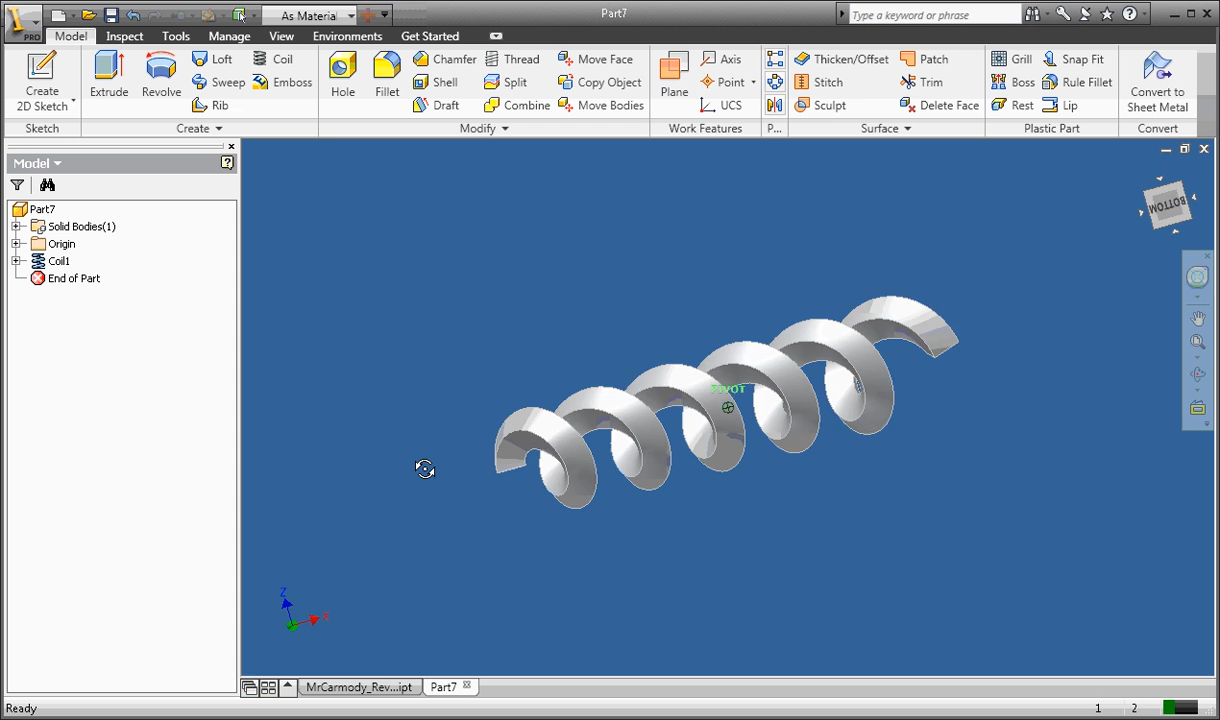 As Material
Part7
Type a keyword or phrase
PRO
Model Inspect Tools Manage View Environments Get Started
Create
2D Sketch
Extrude
Revolve
Loft
Sweep
Rib
Coil
Emboss
Hole
Fillet
Chamfer
Shell
Draft
Thread
Split
Combine
Move Face
Copy Object
Move Bodies
Plane
Axis
Point
UCS
Thicken/Offset
Stitch
Sculpt
Patch
Trim
Delete Face
Grill
Boss
Rest
Snap Fit
Rule Fillet
Lip
Convert to
Sheet Metal
Sketch Create Modify Work Features P... Surface Plastic Part Convert
Model
Part7
Solid Bodies(1)
Origin
Coil1
End of Part
BOTTOM
PIVOT
Z
X
MrCarmody_Rev...ipt Part7
Ready 1 2